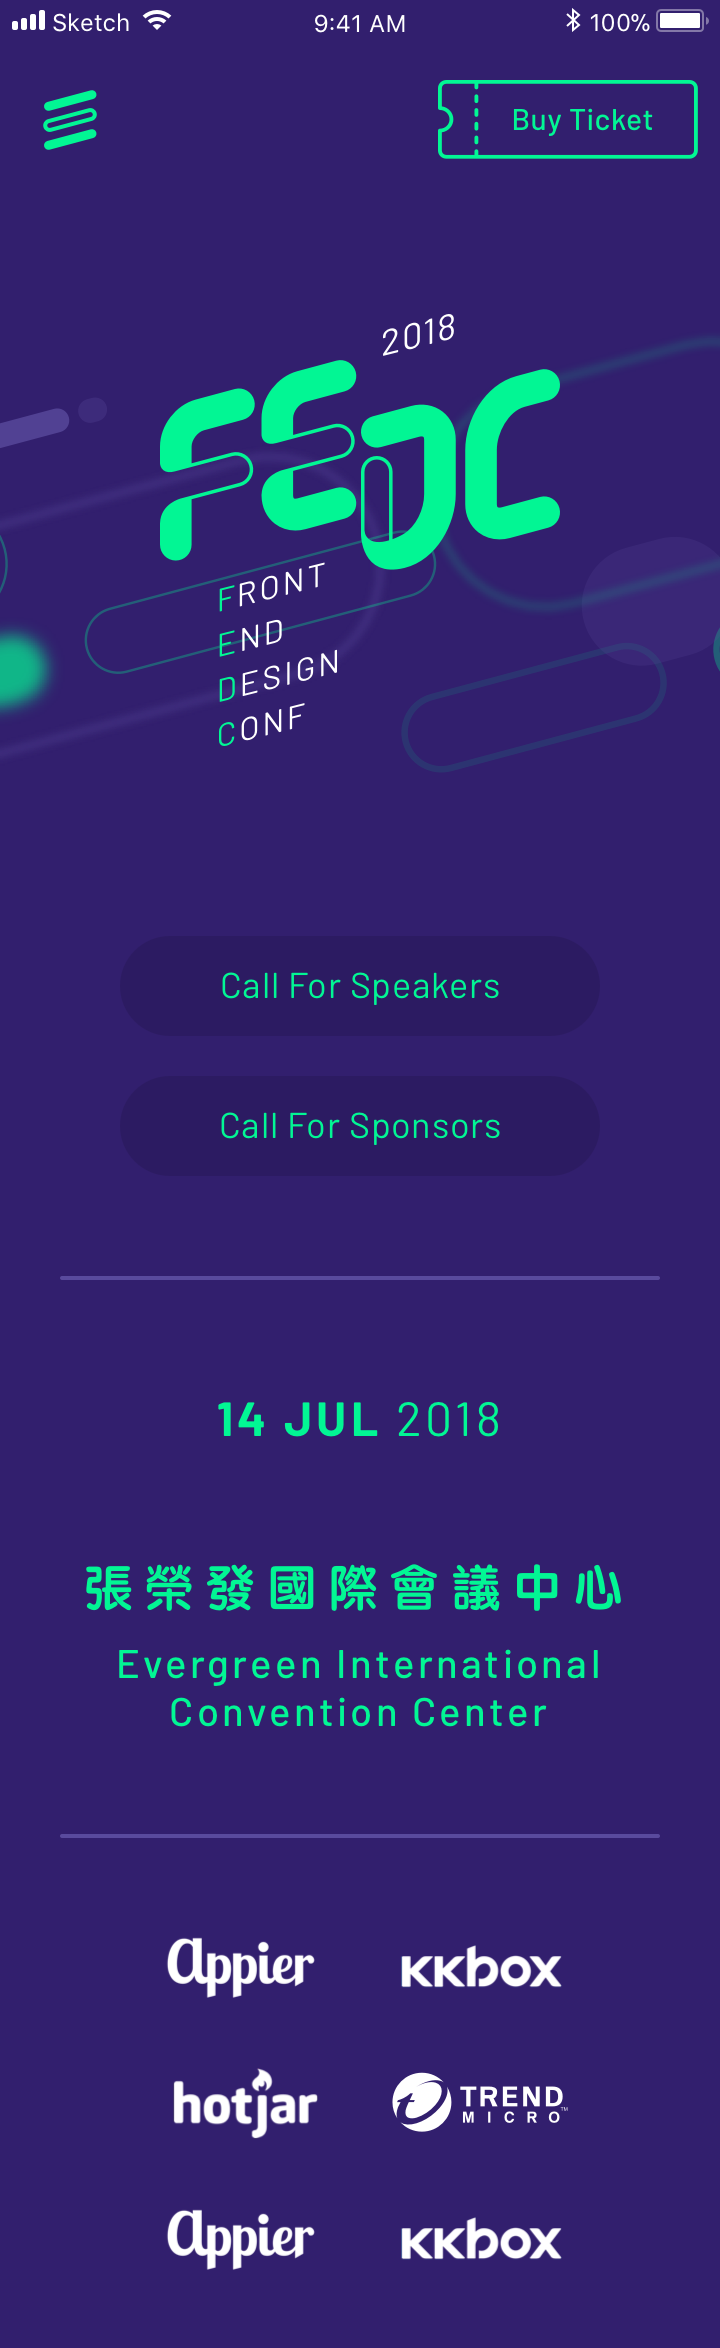 Sketch 9:41 AM 100%
Buy Ticket
2018
FEDC
FRONT
END
DESIGN
CONF
Call For Speakers
Call For Sponsors
14 JUL 2018
張榮發國際會議中心
Evergreen International
Convention Center
Appier KKBOX
hotjar TREND MICRO™
Appier KKBOX